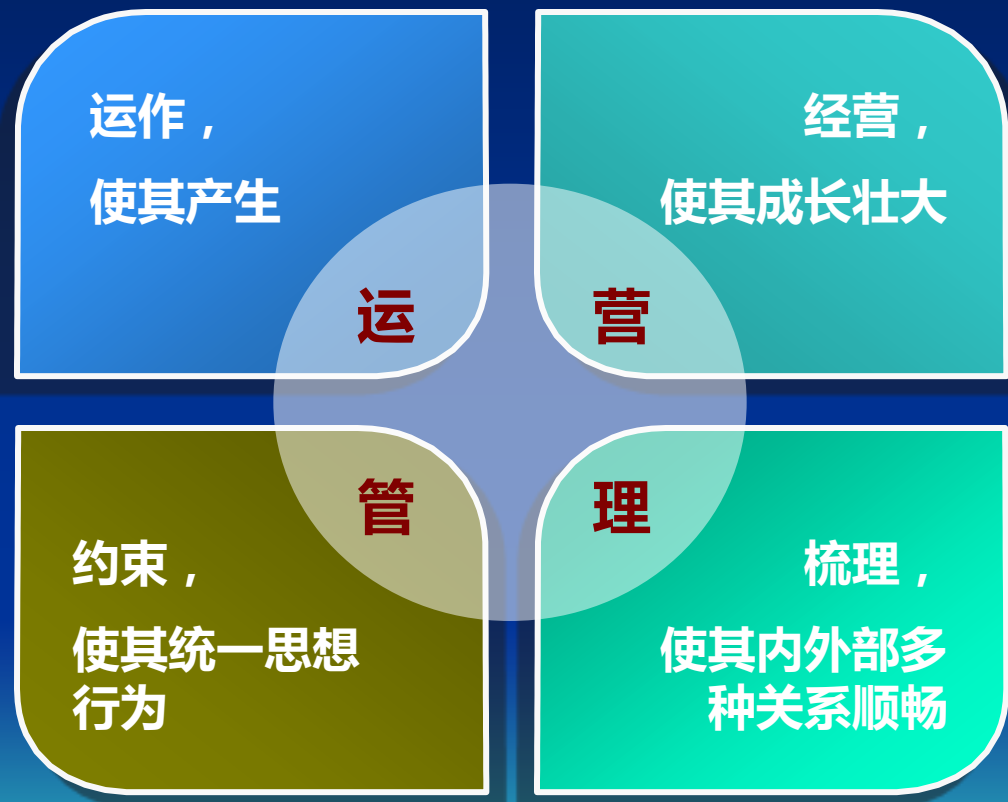 运作，
使其产生
运
经营，
使其成长壮大
营
管
约束，
使其统一思想
行为
理
梳理，
使其内外部多
种关系顺畅